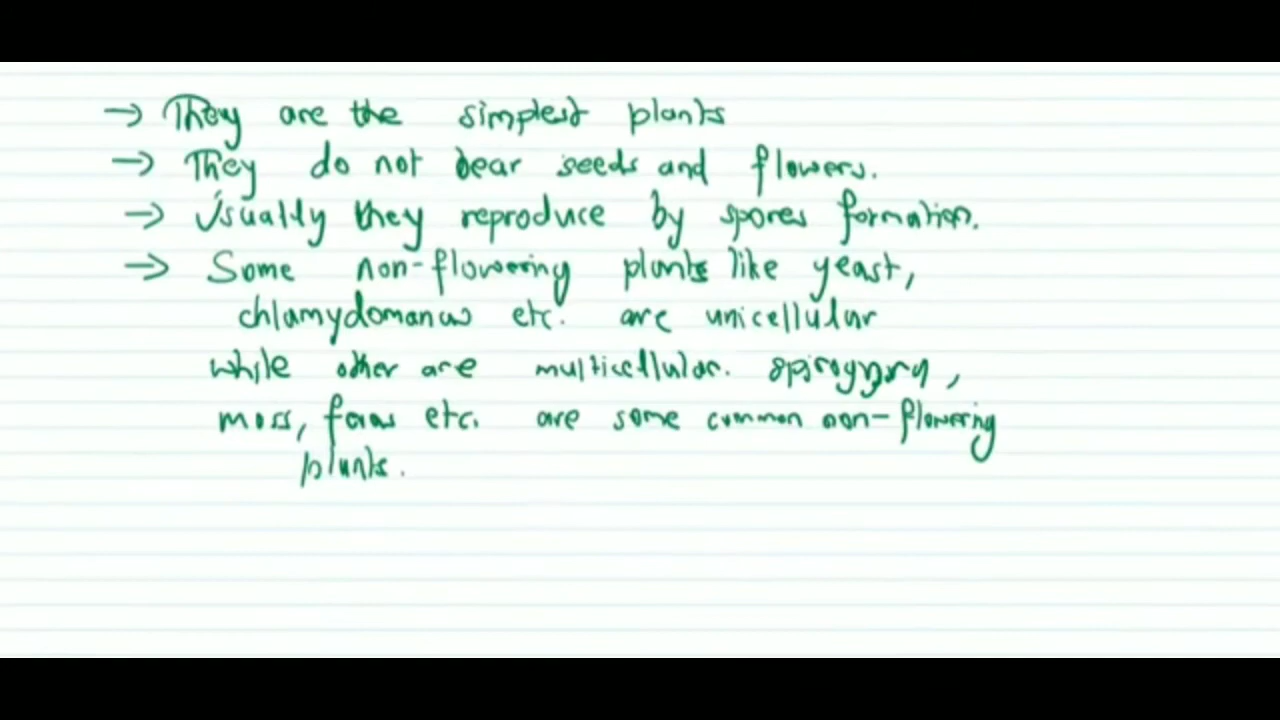 → They are the simplest plants
→ They do not bear seeds and flowers.
→ Usually they reproduce by spores formation.
→ Some non-flowering plants like yeast,
chlamydomonas etc. are unicellular
while other are multicellular. spirogyra,
moss, ferns etc. are some common non-flowering
plants.